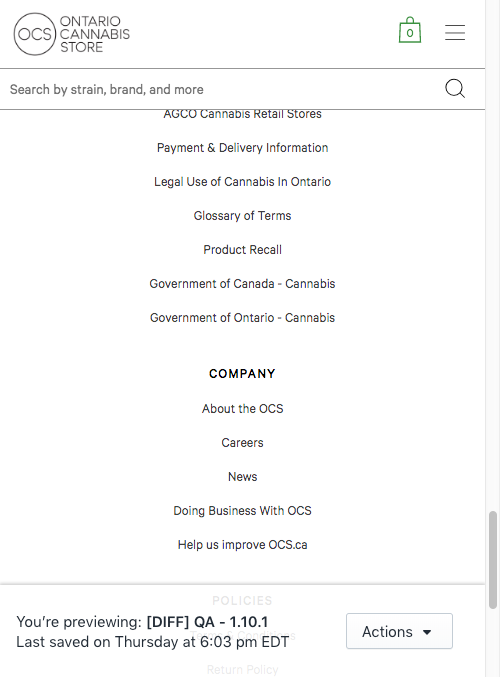 OCS
ONTARIO
CANNABIS
STORE
0
Search by strain, brand, and more
AGCO Cannabis Retail Stores
Payment & Delivery Information
Legal Use of Cannabis In Ontario
Glossary of Terms
Product Recall
Government of Canada - Cannabis
Government of Ontario - Cannabis
COMPANY
About the OCS
Careers
News
Doing Business With OCS
Help us improve OCS.ca
POLICIES
You're previewing: [DIFF] QA - 1.10.1
Last saved on Thursday at 6:03 pm EDT
Actions
Return Policy